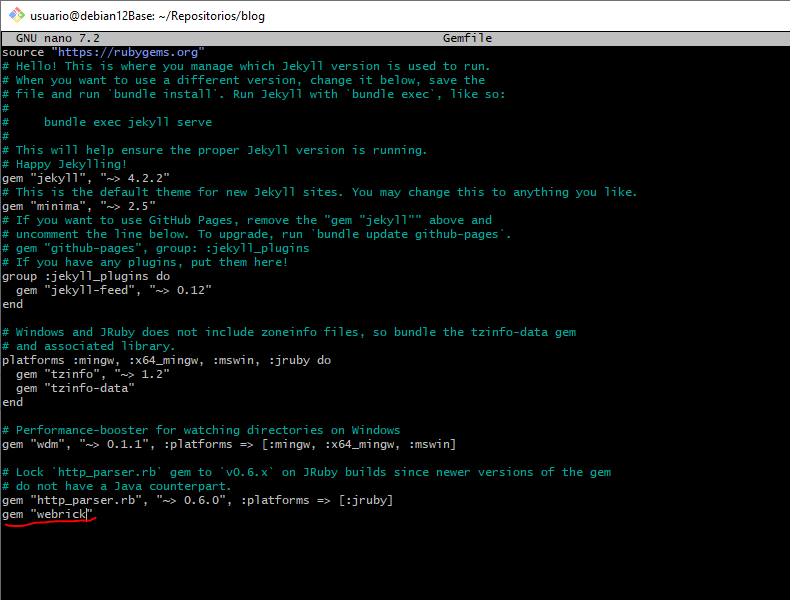 usuario@debian12Base: ~/Repositorios/blog
GNU nano 7.2 Gemfile
source "https://rubygems.org"
# Hello! This is where you manage which Jekyll version is used to run.
# When you want to use a different version, change it below, save the
# file and run `bundle install`. Run Jekyll with `bundle exec`, like so:
#
#     bundle exec jekyll serve
#
# This will help ensure the proper Jekyll version is running.
# Happy Jekylling!
gem "jekyll", "~> 4.2.2"
# This is the default theme for new Jekyll sites. You may change this to anything you like.
gem "minima", "~> 2.5"
# If you want to use GitHub Pages, remove the "gem "jekyll"" above and
# uncomment the line below. To upgrade, run `bundle update github-pages`.
# gem "github-pages", group: :jekyll_plugins
# If you have any plugins, put them here!
group :jekyll_plugins do
  gem "jekyll-feed", "~> 0.12"
end
# Windows and JRuby does not include zoneinfo files, so bundle the tzinfo-data gem
# and associated library.
platforms :mingw, :x64_mingw, :mswin, :jruby do
  gem "tzinfo", "~> 1.2"
  gem "tzinfo-data"
end
# Performance-booster for watching directories on Windows
gem "wdm", "~> 0.1.1", :platforms => [:mingw, :x64_mingw, :mswin]
# Lock `http_parser.rb` gem to `v0.6.x` on JRuby builds since newer versions of the gem
# do not have a Java counterpart.
gem "http_parser.rb", "~> 0.6.0", :platforms => [:jruby]
gem "webrick"